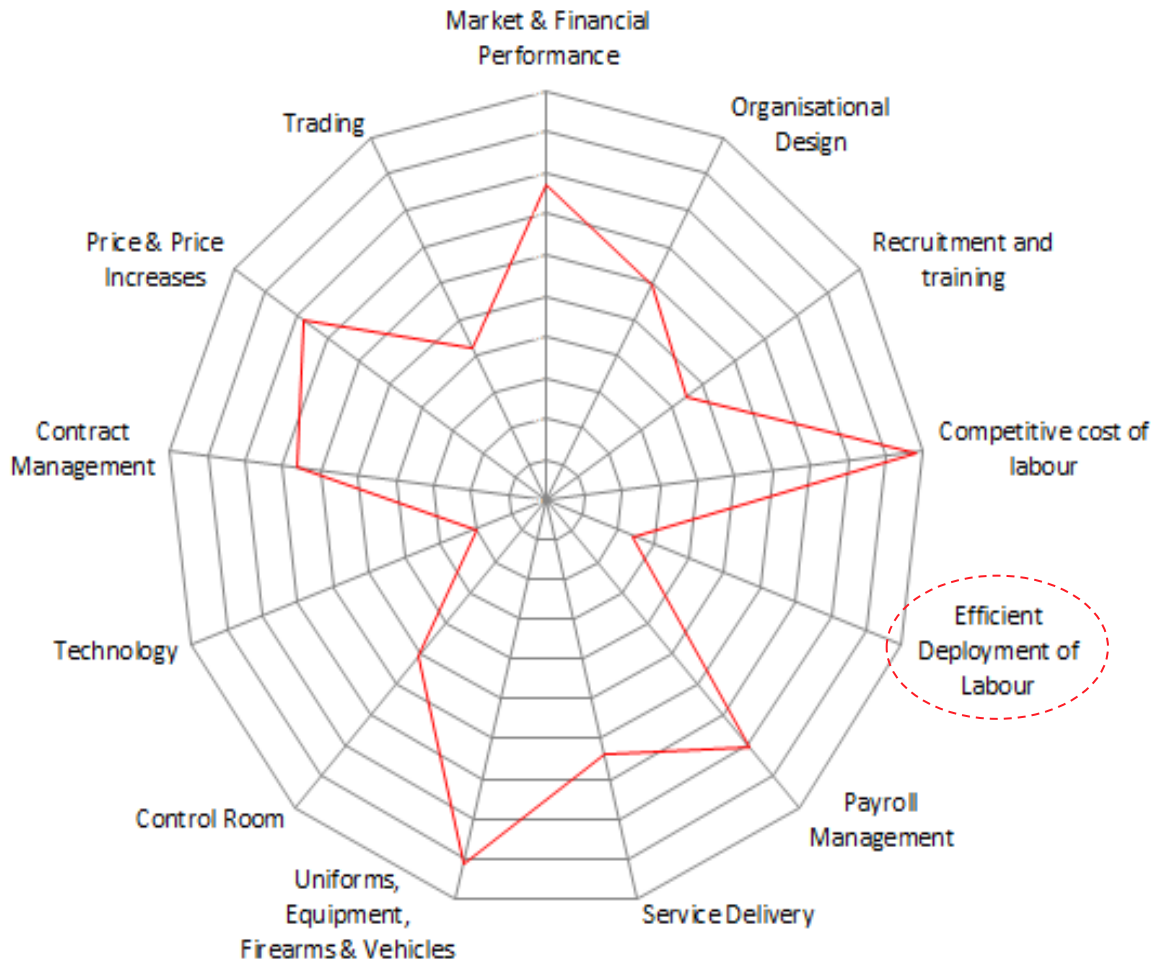 Market & Financial
Performance
Organisational
Design
Recruitment and
training
Competitive cost of
labour
Efficient
Deployment of
Labour
Payroll
Management
Service Delivery
Uniforms,
Equipment,
Firearms & Vehicles
Control Room
Technology
Contract
Management
Price & Price
Increases
Trading